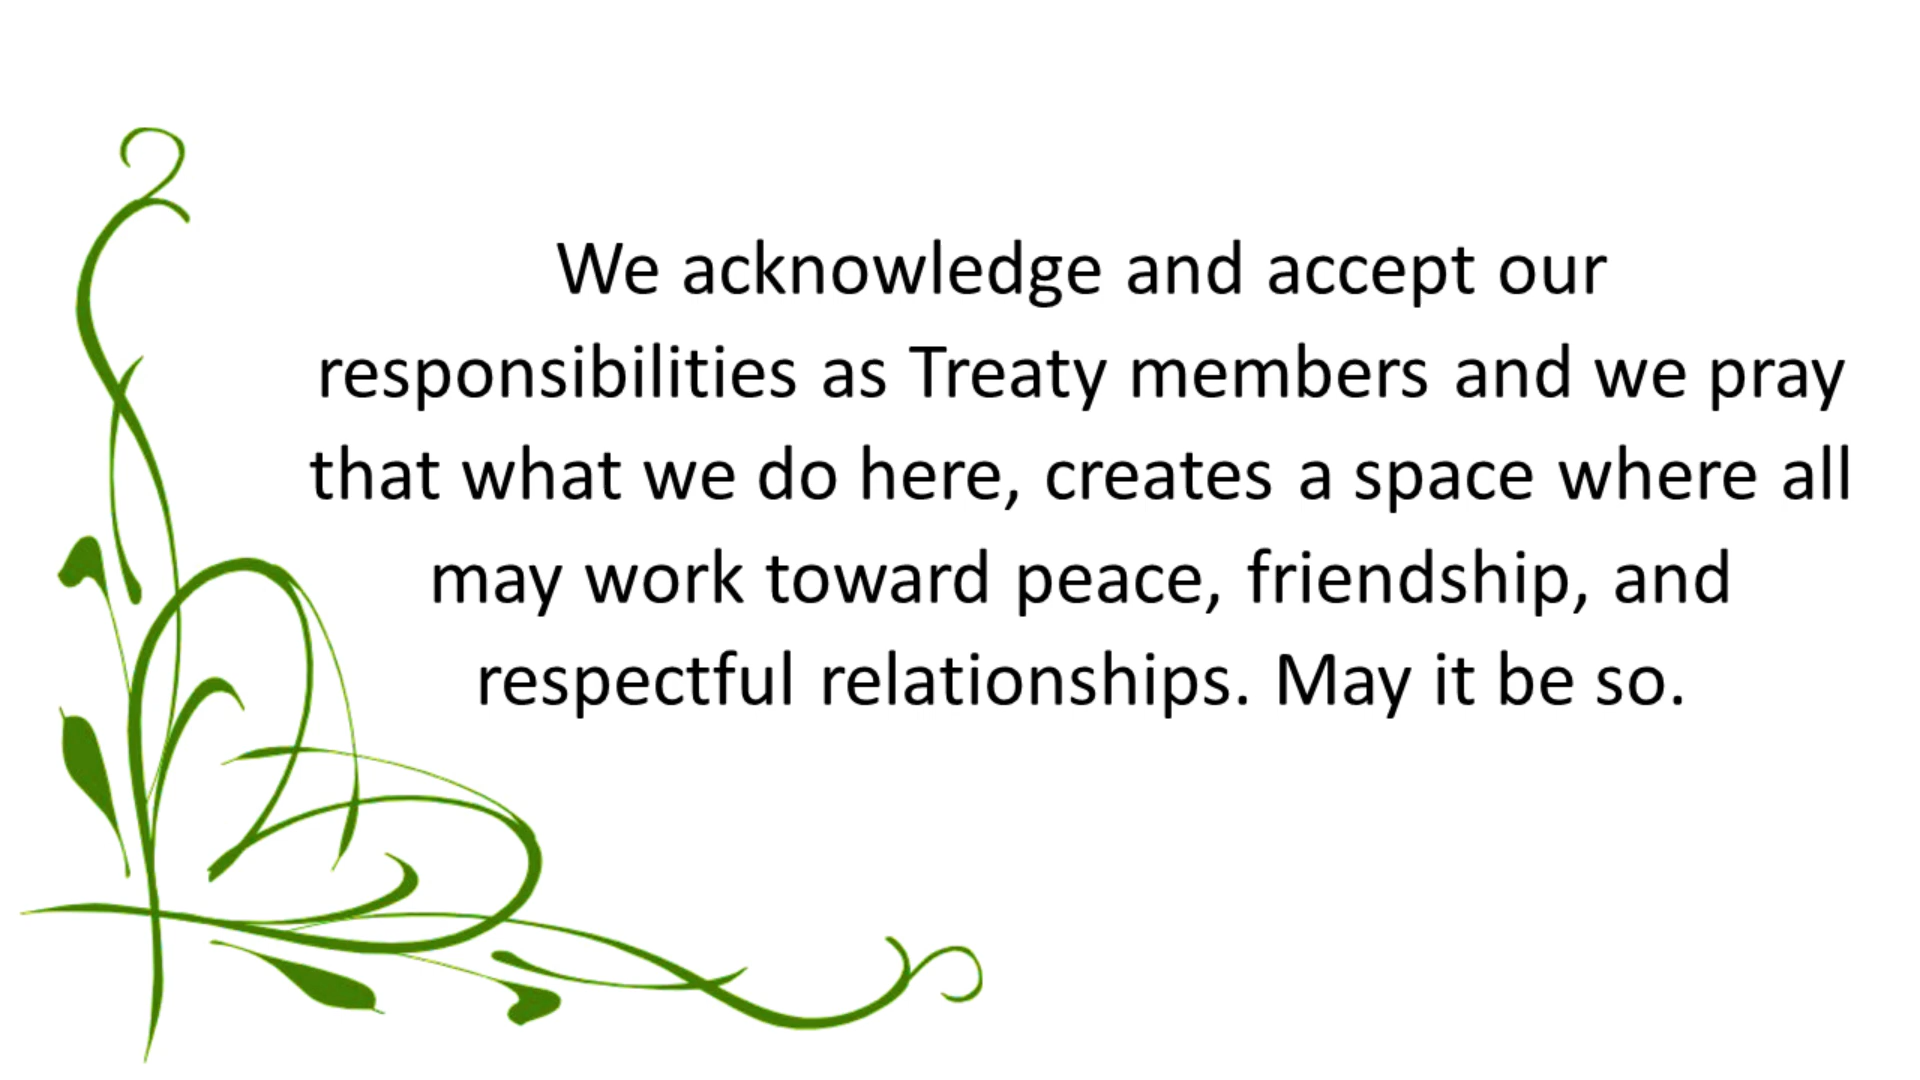 We acknowledge and accept our
responsibilities as Treaty members and we pray
that what we do here, creates a space where all
may work toward peace, friendship, and
respectful relationships. May it be so.